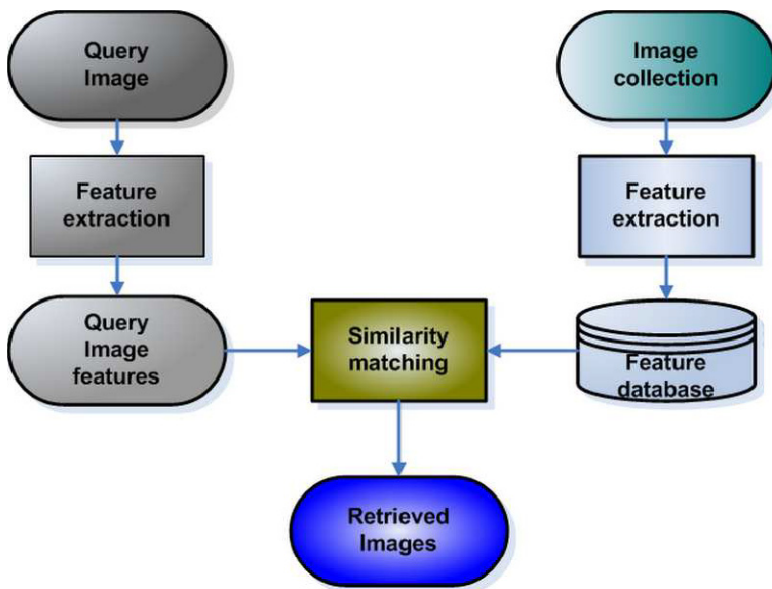 Query
Image
Image
collection
Feature
extraction
Feature
extraction
Query
Image
features
Similarity
matching
Feature
database
Retrieved
Images